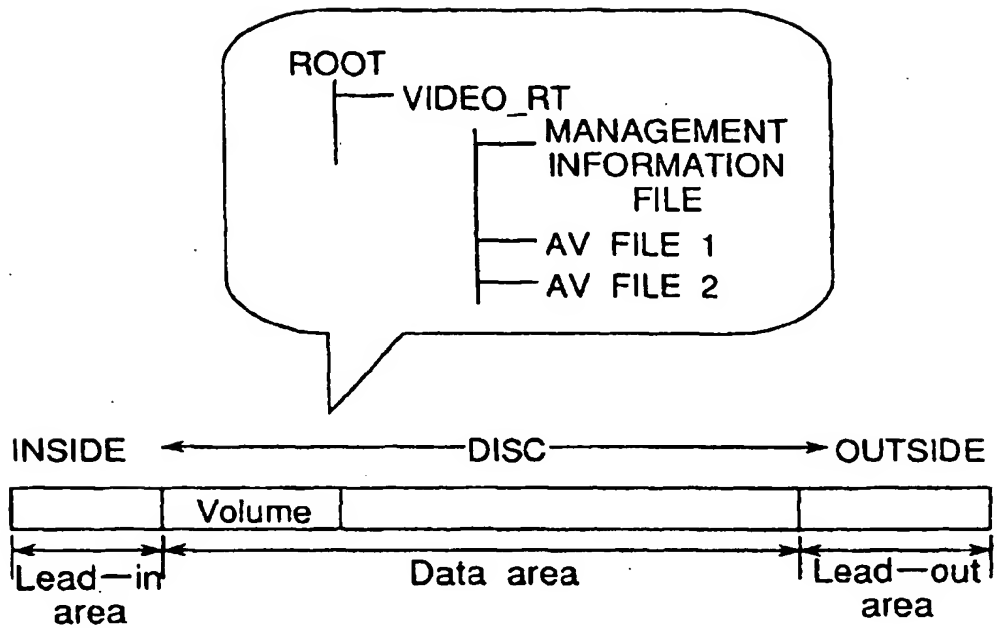 ROOT
VIDEO_RT
MANAGEMENT
INFORMATION
FILE
AV FILE 1
AV FILE 2
INSIDE DISC OUTSIDE
Volume
Lead-in
area
Data area
Lead-out
area